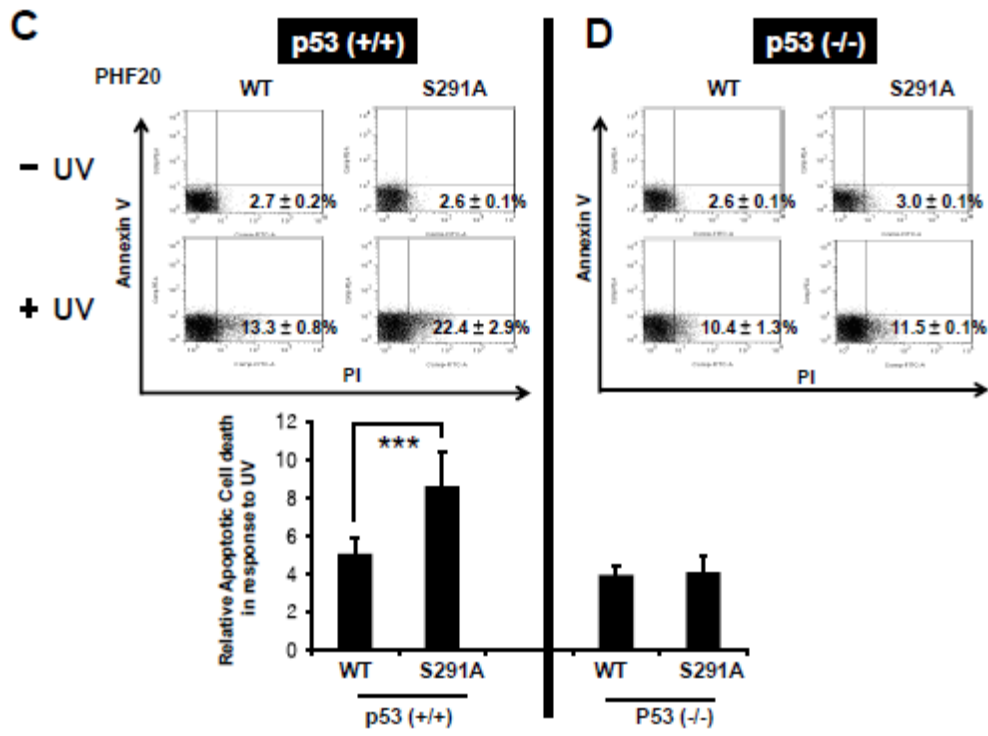 C
p53 (+/+)
D
p53 (-/-)
PHF20
WT
S291A
WT
S291A
- UV
2.7 ± 0.2%
2.6 ± 0.1%
2.6 ± 0.1%
3.0 ± 0.1%
Annexin V
Annexin V
+ UV
13.3 ± 0.8%
22.4 ± 2.9%
10.4 ± 1.3%
11.5 ± 0.1%
PI
PI
Relative Apoptotic Cell death
in response to UV
12
10
8
6
4
2
0
***
WT
S291A
WT
S291A
p53 (+/+)
P53 (-/-)